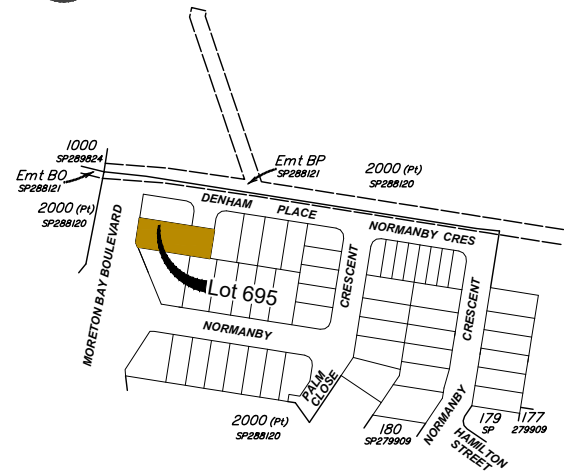 1000
SP289824
Emt BO
SP288121
2000 (Pt)
SP288120
Emt BP
SP288121
2000 (Pt)
SP288120
DENHAM PLACE
NORMANBY CRES
MORETON BAY BOULEVARD
Lot 695
CRESCENT
CRESCENT
NORMANBY
PALM
CLOSE
2000 (Pt)
SP288120
180
SP279909
NORMANBY
179
SP
177
279909
HAMILTON
STREET